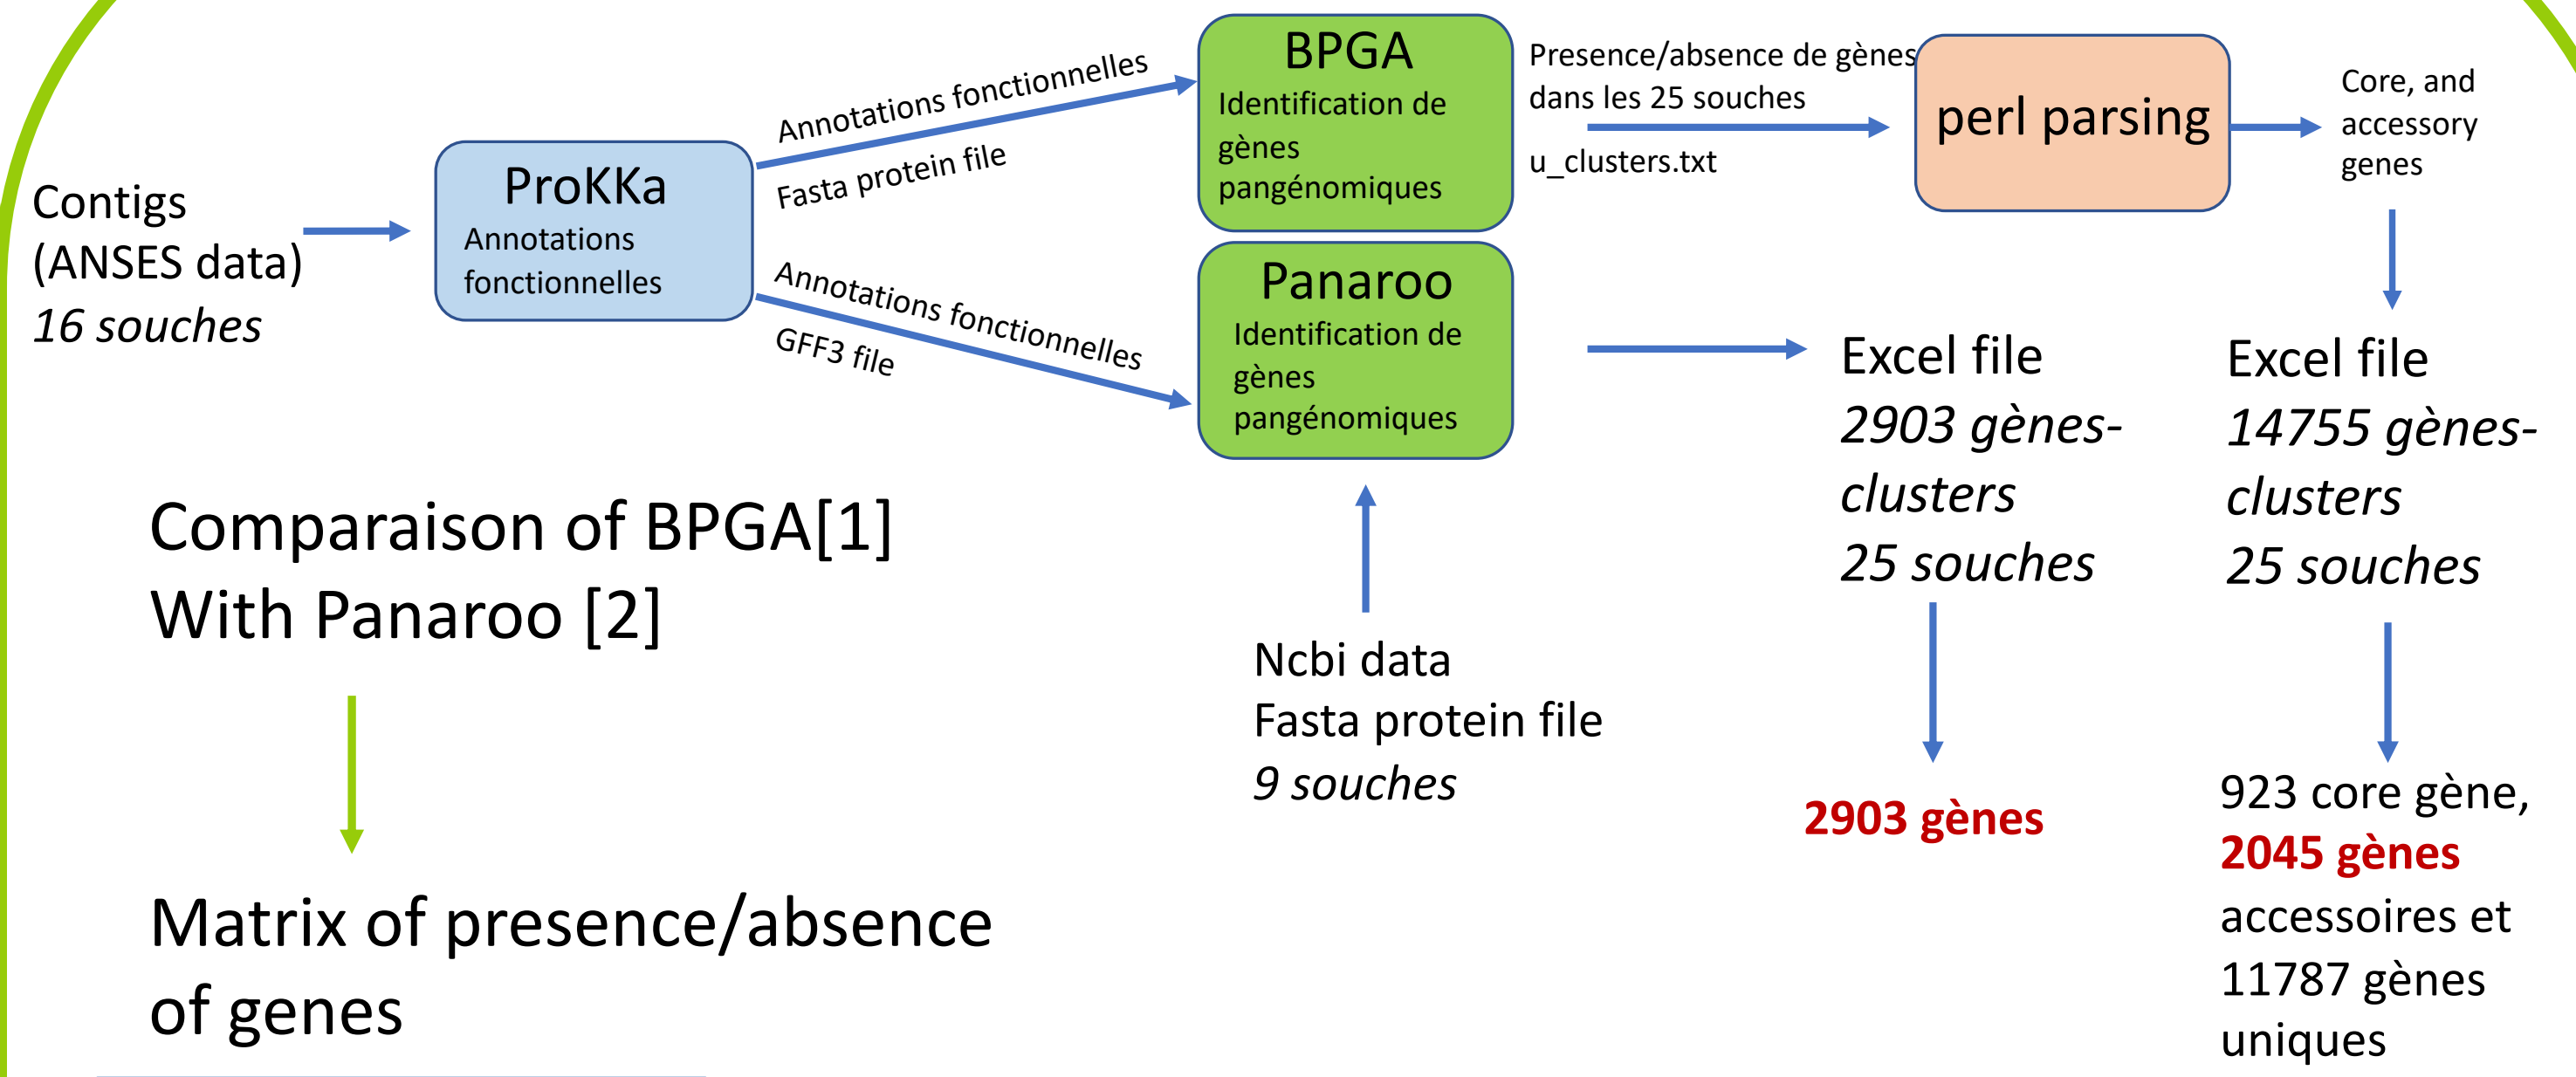 Contigs
(ANSES data)
16 souches
ProKKa
Annotations
fonctionnelles
Annotations fonctionnelles
Fasta protein file
Annotations fonctionnelles
GFF3 file
BPGA
Identification de
gènes
pangénomiques
Panaroo
Identification de
gènes
pangénomiques
Presence/absence de gènes
dans les 25 souches
u_clusters.txt
perl parsing
Core, and
accessory
genes
Excel file
2903 gènes-
clusters
25 souches
Excel file
14755 gènes-
clusters
25 souches
Comparaison of BPGA[1]
With Panaroo [2]
Ncbi data
Fasta protein file
9 souches
2903 gènes
923 core gène,
2045 gènes
accessoires et
11787 gènes
uniques
Matrix of presence/absence
of genes